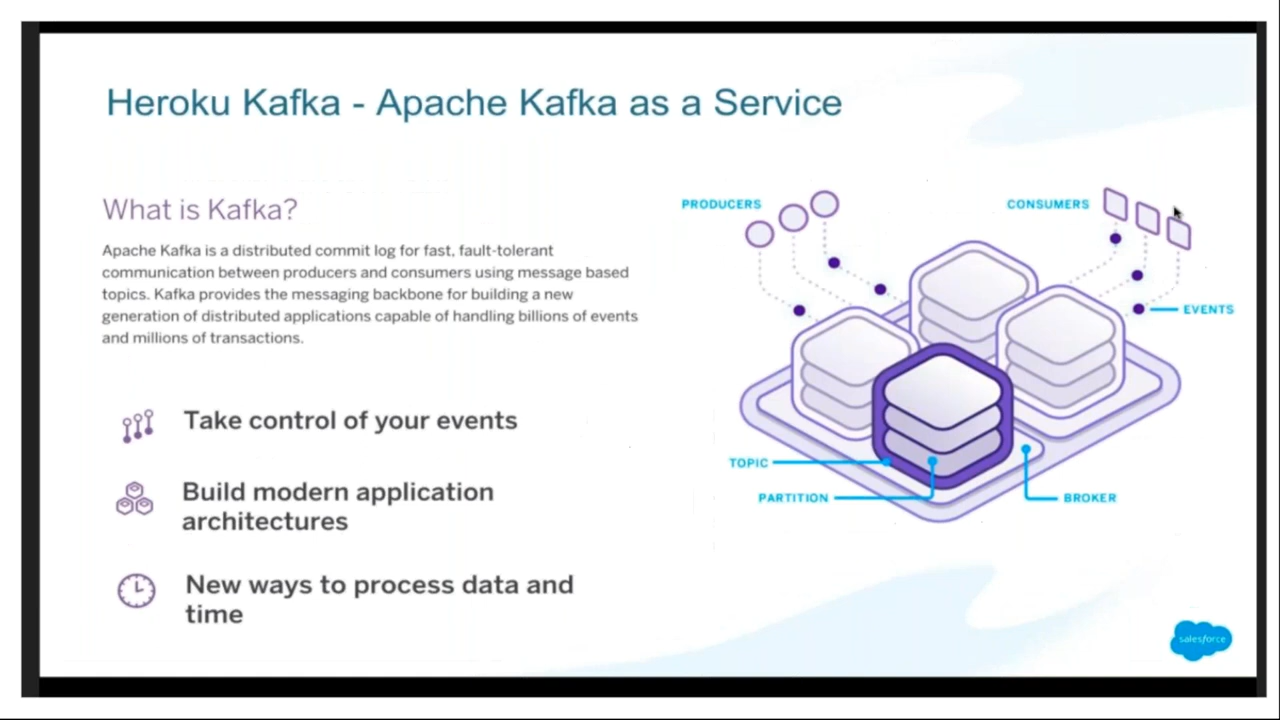 Heroku Kafka - Apache Kafka as a Service
What is Kafka?
Apache Kafka is a distributed commit log for fast, fault-tolerant
communication between producers and consumers using message based
topics. Kafka provides the messaging backbone for building a new
generation of distributed applications capable of handling billions of events
and millions of transactions.
Take control of your events
Build modern application
architectures
New ways to process data and
time
PRODUCERS
CONSUMERS
EVENTS
TOPIC
PARTITION
BROKER
salesforce